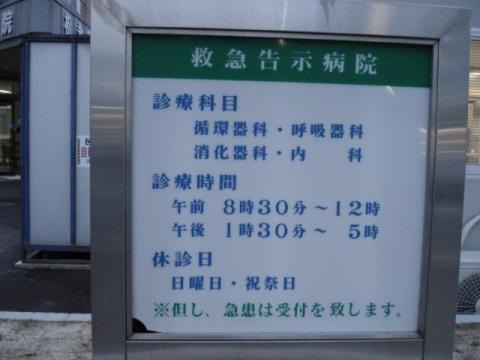 救急告示病院
診療科目
循環器科・呼吸器科
消化器科・内　科
診療時間
午前 8時30分〜12時
午後 1時30分〜 5時
休診日
日曜日・祝祭日
※但し、急患は受付を致します。
院